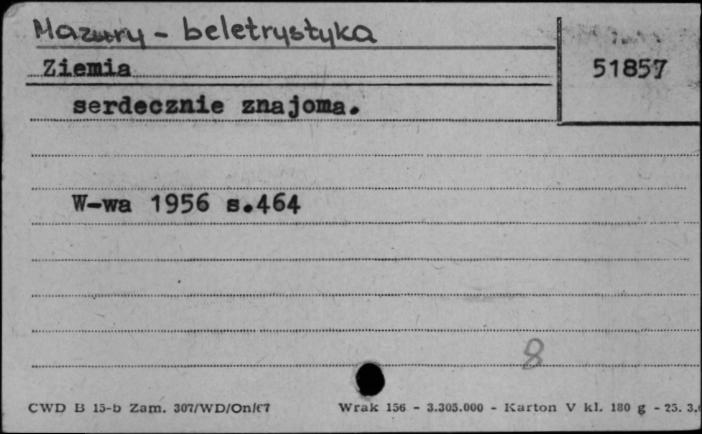 Mazury - beletrystyka
Ziemia
51857
serdecznie znajoma.
W-wa 1956 s.464
8
CWD B 15-b Zam. 307/WD/On/67 Wrak 156 - 3.305.000 - Karton V kl. 180 g - 25. 3.